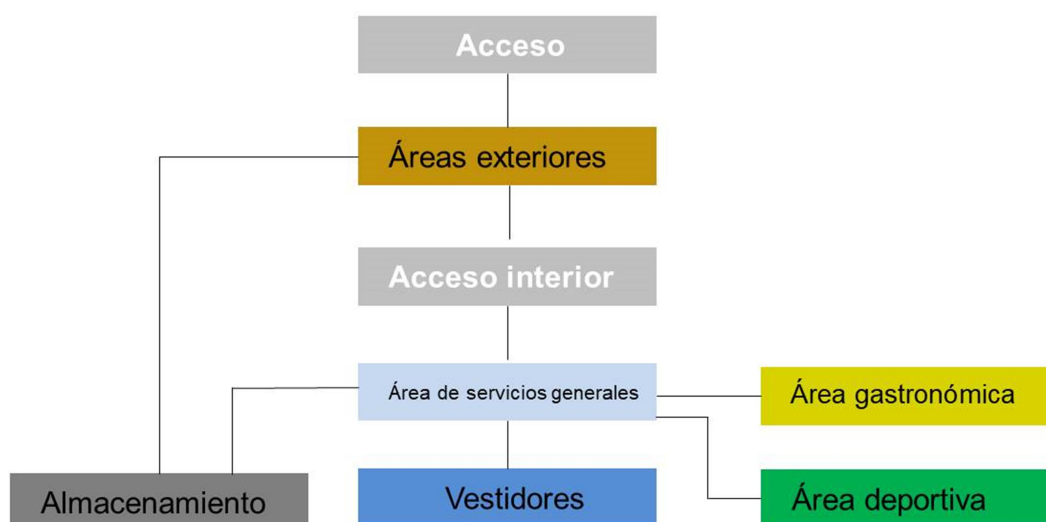 Acceso
Áreas exteriores
Acceso interior
Área de servicios generales
Área gastronómica
Almacenamiento
Vestidores
Área deportiva